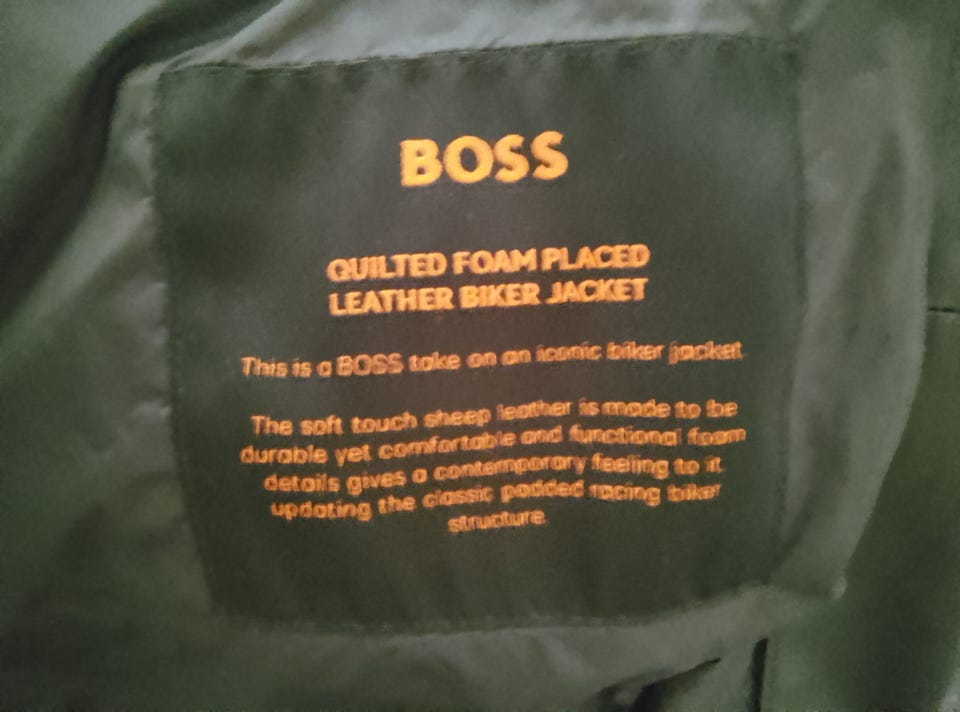 BOSS
QUILTED FOAM PLACED
LEATHER BIKER JACKET
This is a BOSS take on an iconic biker jacket.
The soft touch sheep leather is made to be
durable yet comfortable and functional foam
details gives a contemporary feeling to it
updating the classic padded racing biker
structure.